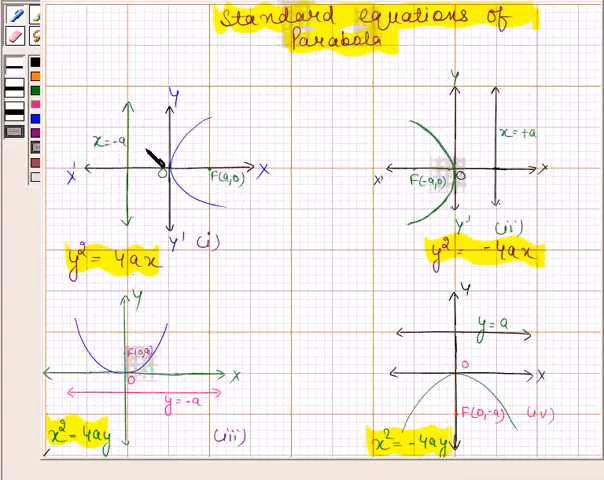 Standard equations of
Parabola
Y
x=-a
O
X'
X
F(a,0)
Y'
(i)
y² = 4ax
Y
x=+a
X'
O
X
F(-a,0)
Y'
(ii)
y² = -4ax
Y
F(0,a)
O
X
y=-a
x²=4ay
(iii)
Y
y=a
O
X
F(0,-a)
(iv)
x²=-4ay